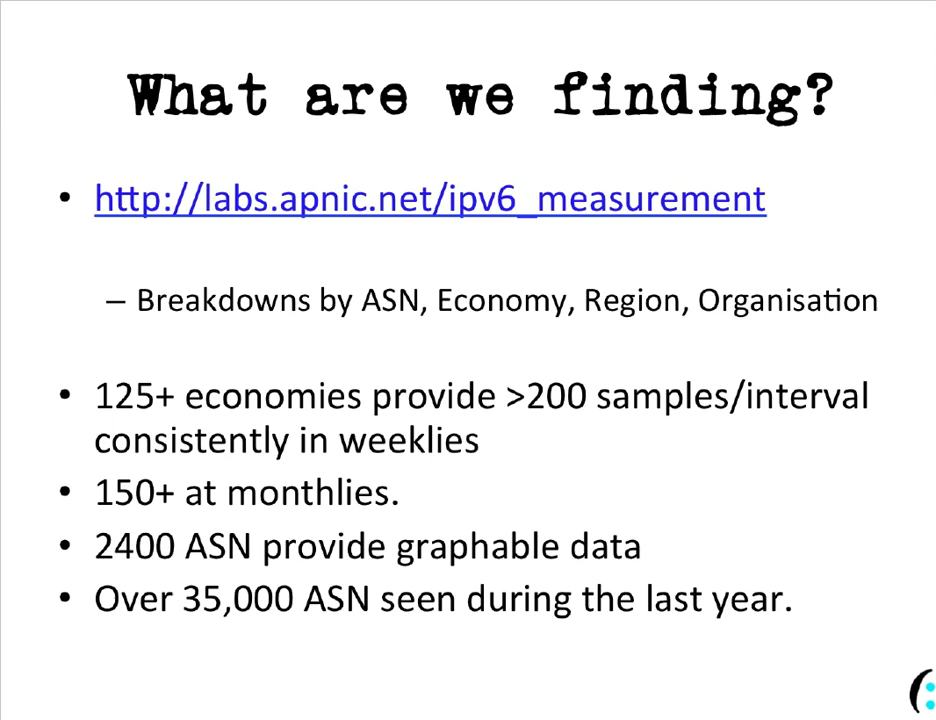 What are we finding?
• http://labs.apnic.net/ipv6_measurement
– Breakdowns by ASN, Economy, Region, Organisation
• 125+ economies provide >200 samples/interval
consistently in weeklies
• 150+ at monthlies.
• 2400 ASN provide graphable data
• Over 35,000 ASN seen during the last year.
(: